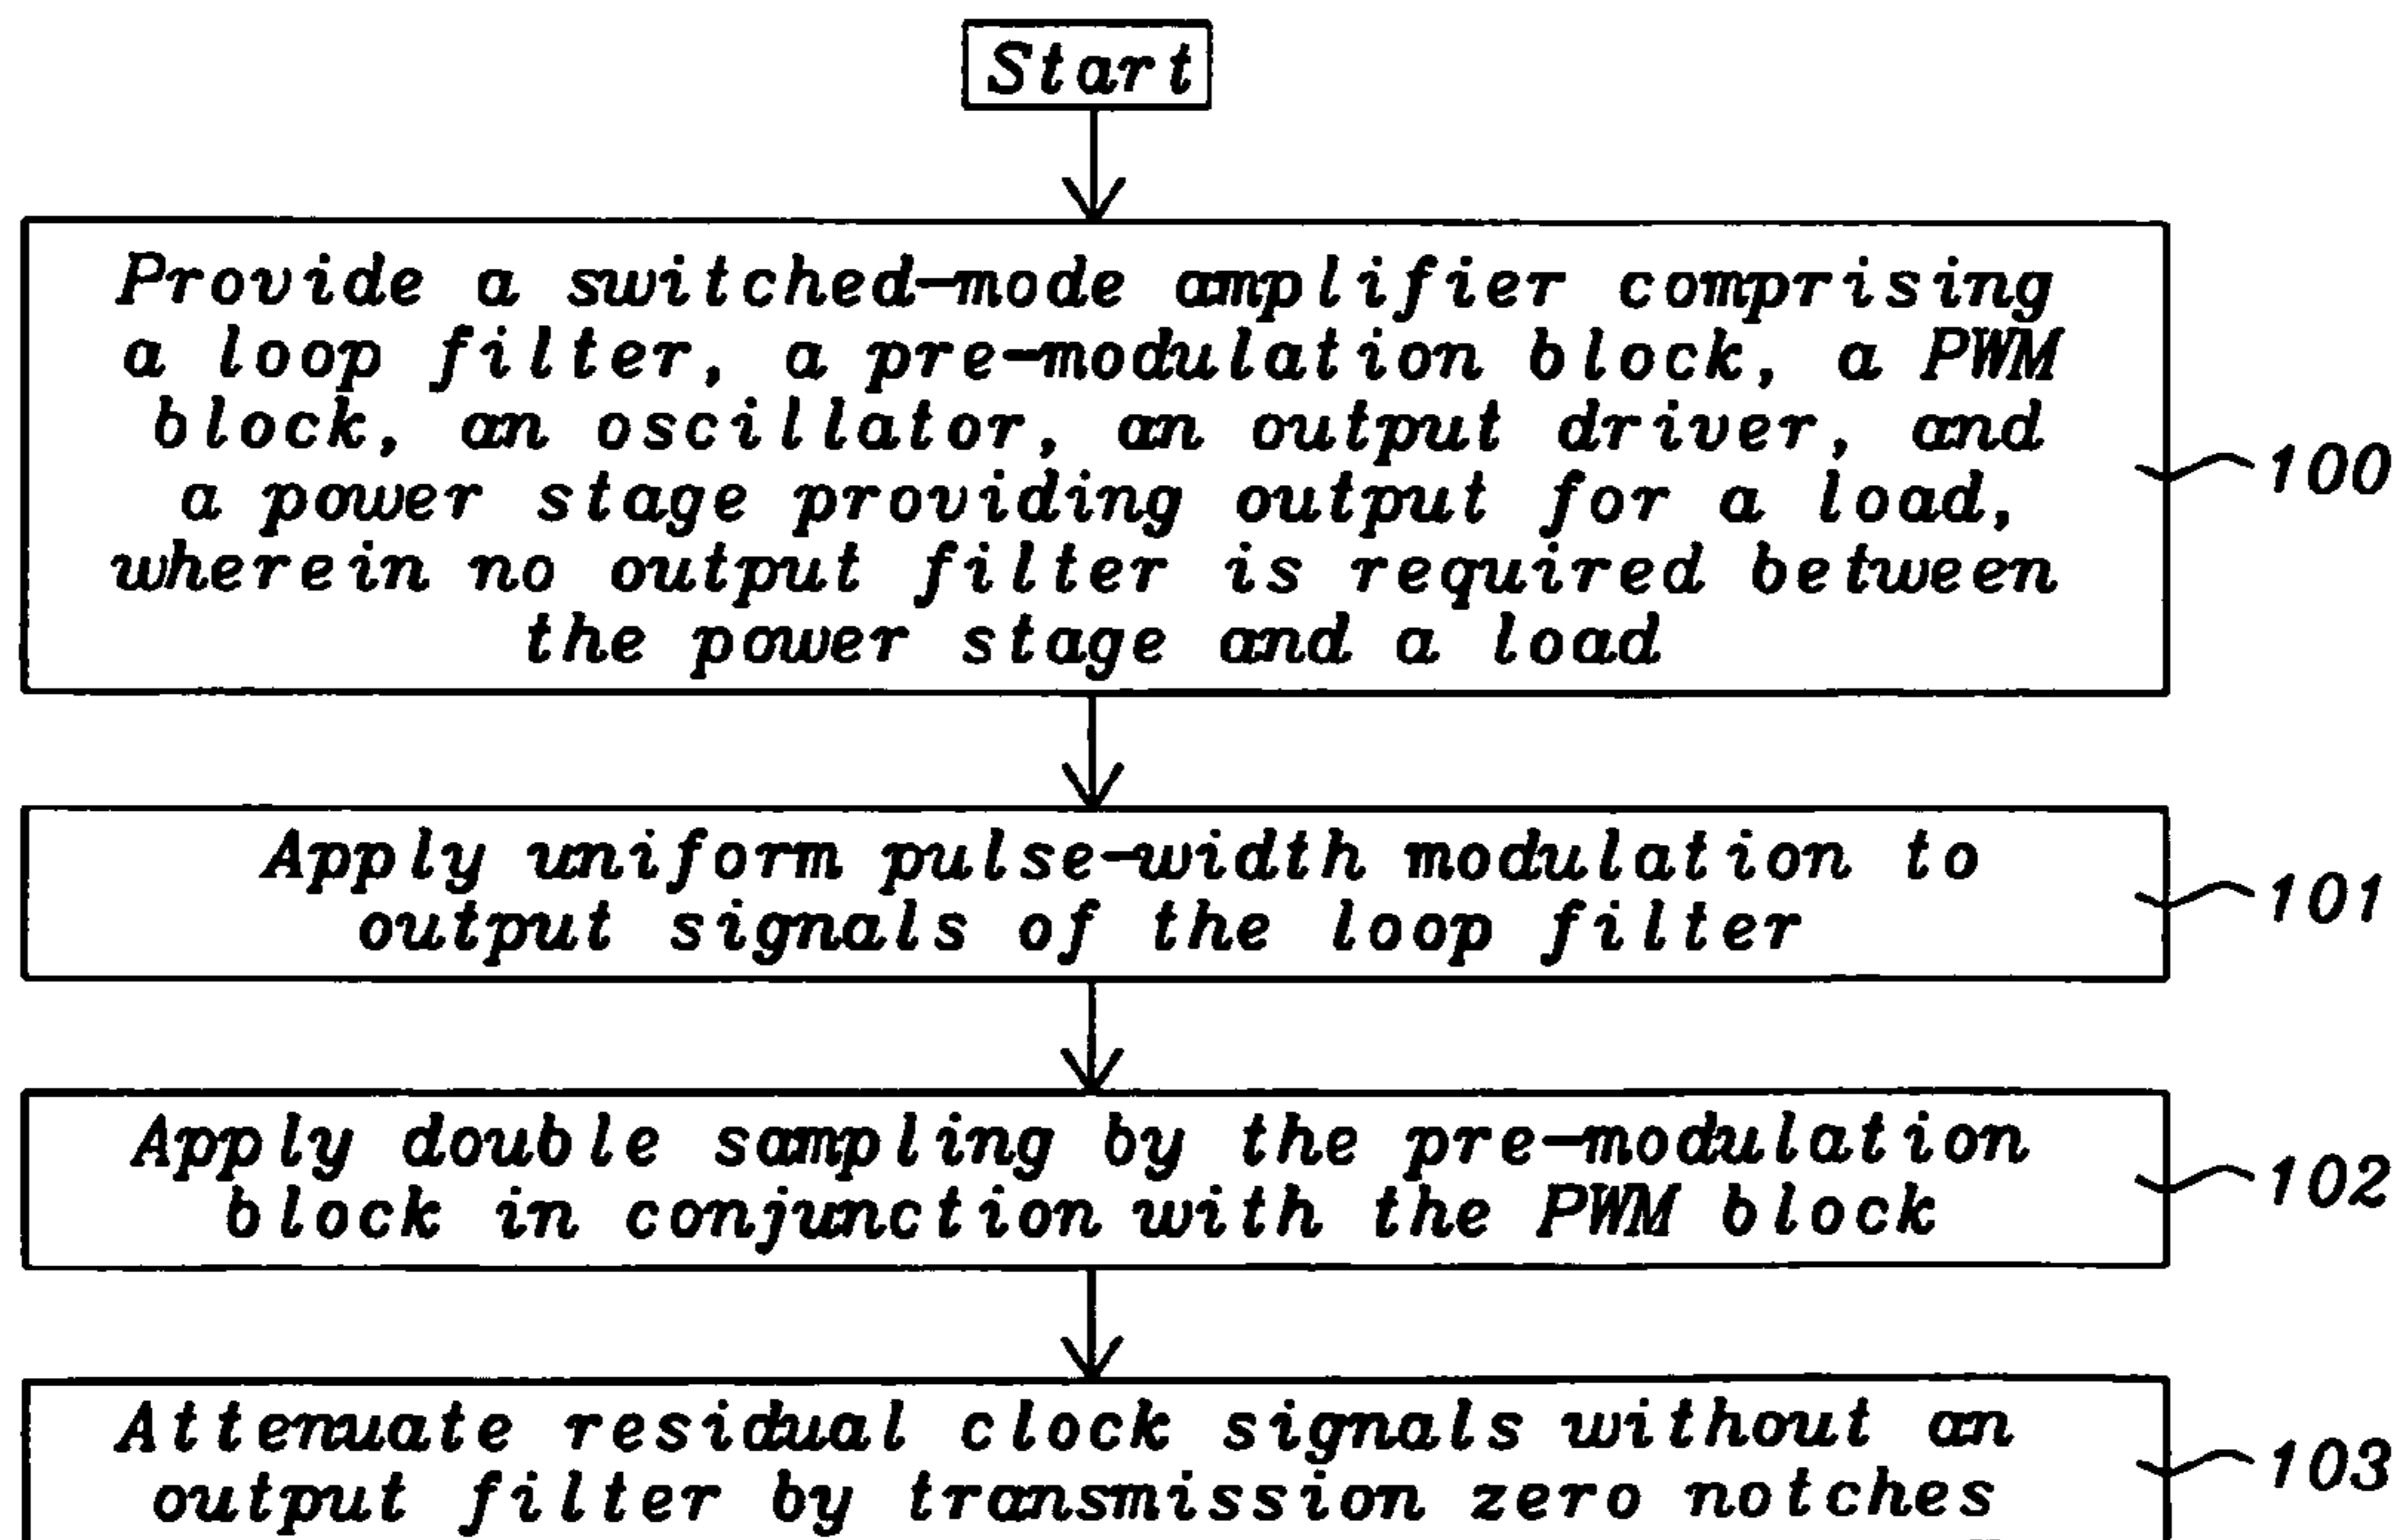 Start
Provide a switched-mode amplifier comprising
a loop filter, a pre-modulation block, a PWM
block, an oscillator, an output driver, and
a power stage providing output for a load,
wherein no output filter is required between
the power stage and a load
100
Apply uniform pulse-width modulation to
output signals of the loop filter
101
Apply double sampling by the pre-modulation
block in conjunction with the PWM block
102
Attenuate residual clock signals without an
output filter by transmission zero notches
103